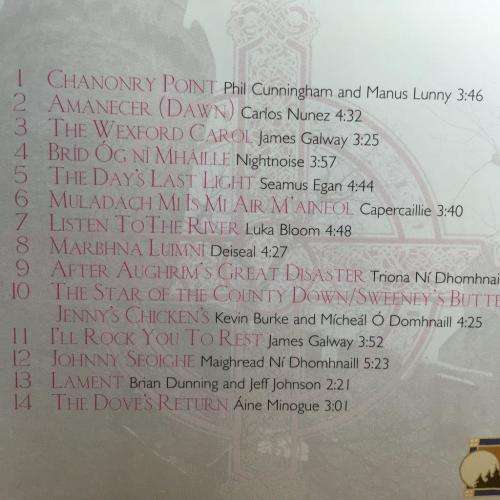 1 Chanonry Point Phil Cunningham and Manus Lunny 3:46
2 Amanecer (Dawn) Carlos Nunez 4:32
3 The Wexford Carol James Galway 3:25
4 Bríd Óg ní Mháille Nightnoise 3:57
5 The Day's Last Light Seamus Egan 4:44
6 Muladach Mi Is Mi Air M'aineol Capercaillie 3:40
7 Listen To The River Luka Bloom 4:48
8 Marbhna Luimni Deiseal 4:27
9 After Aughrim's Great Disaster Triona Ní Dhomhnai
10 The Star of the County Down/Sweeney's Butt
Jenny's Chicken's Kevin Burke and Mícheál Ó Domhnaill 4:25
11 I'll Rock You To Rest James Galway 3:52
12 Johnny Seoighe Maighread Ní Dhomhnaill 5:23
13 Lament Brian Dunning and Jeff Johnson 2:21
14 The Dove's Return Áine Minogue 3:01